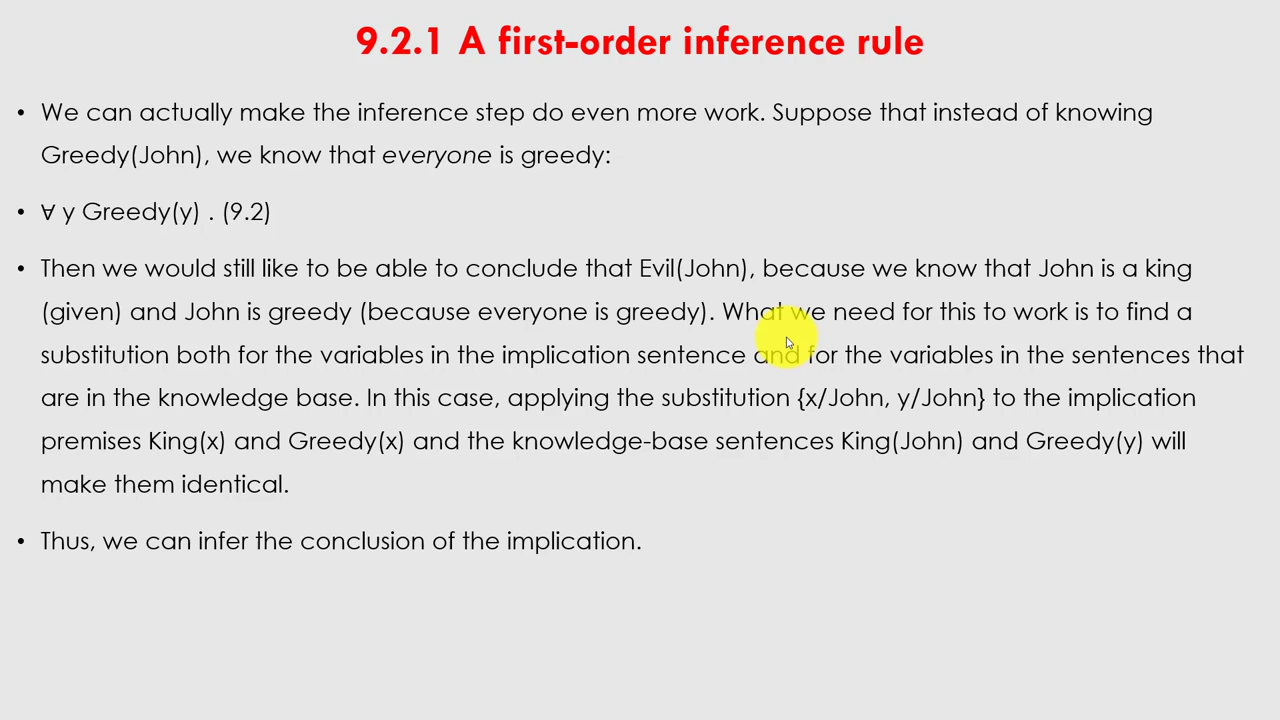 9.2.1 A first-order inference rule
• We can actually make the inference step do even more work. Suppose that instead of knowing
Greedy(John), we know that everyone is greedy:
• ∀ y Greedy(y) . (9.2)
• Then we would still like to be able to conclude that Evil(John), because we know that John is a king
(given) and John is greedy (because everyone is greedy). What we need for this to work is to find a
substitution both for the variables in the implication sentence and for the variables in the sentences that
are in the knowledge base. In this case, applying the substitution {x/John, y/John} to the implication
premises King(x) and Greedy(x) and the knowledge-base sentences King(John) and Greedy(y) will
make them identical.
• Thus, we can infer the conclusion of the implication.